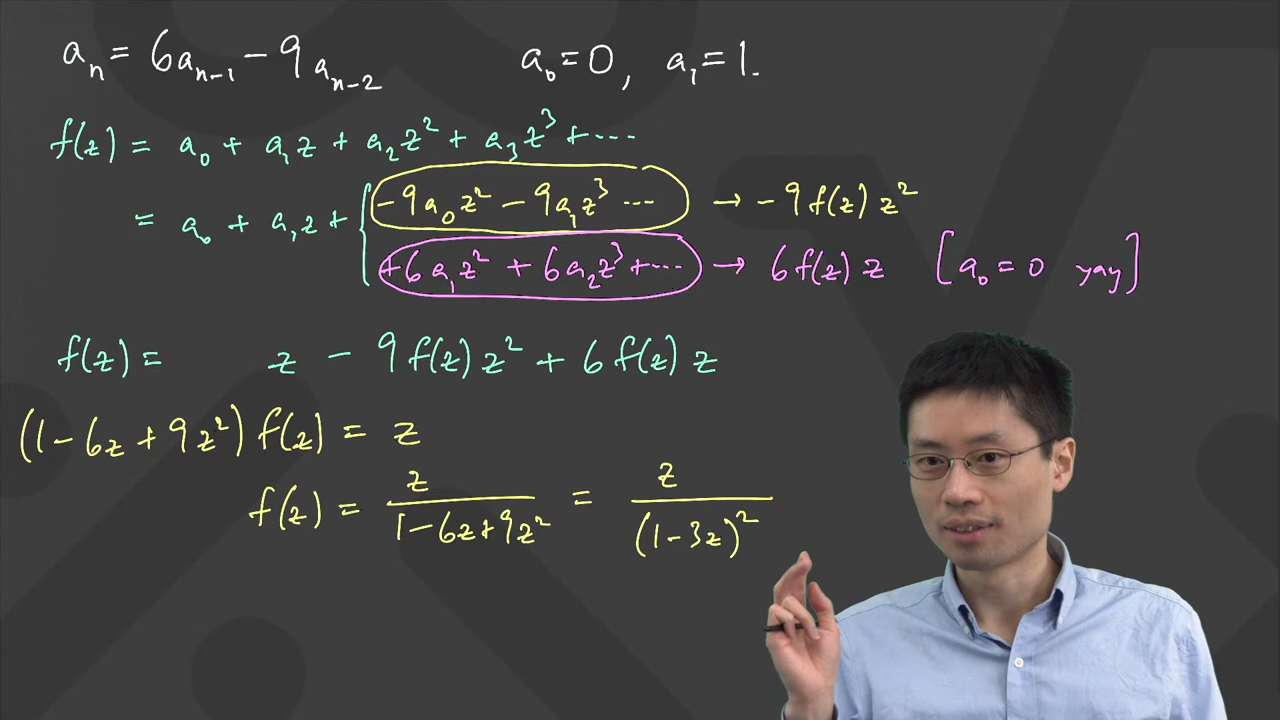 aₙ = 6aₙ₋₁ - 9aₙ₋₂ a₀ = 0, a₁ = 1.
f(z) = a₀ + a₁z + a₂z² + a₃z³ + ...
= a₀ + a₁z + { -9a₀z² - 9a₁z³ ... → -9f(z)z²
+6a₁z² + 6a₂z³ + ... → 6f(z)z [a₀ = 0 yay]
f(z) = z - 9f(z)z² + 6f(z)z
(1 - 6z + 9z²) f(z) = z
f(z) = z/(1 - 6z + 9z²) = z/(1 - 3z)²